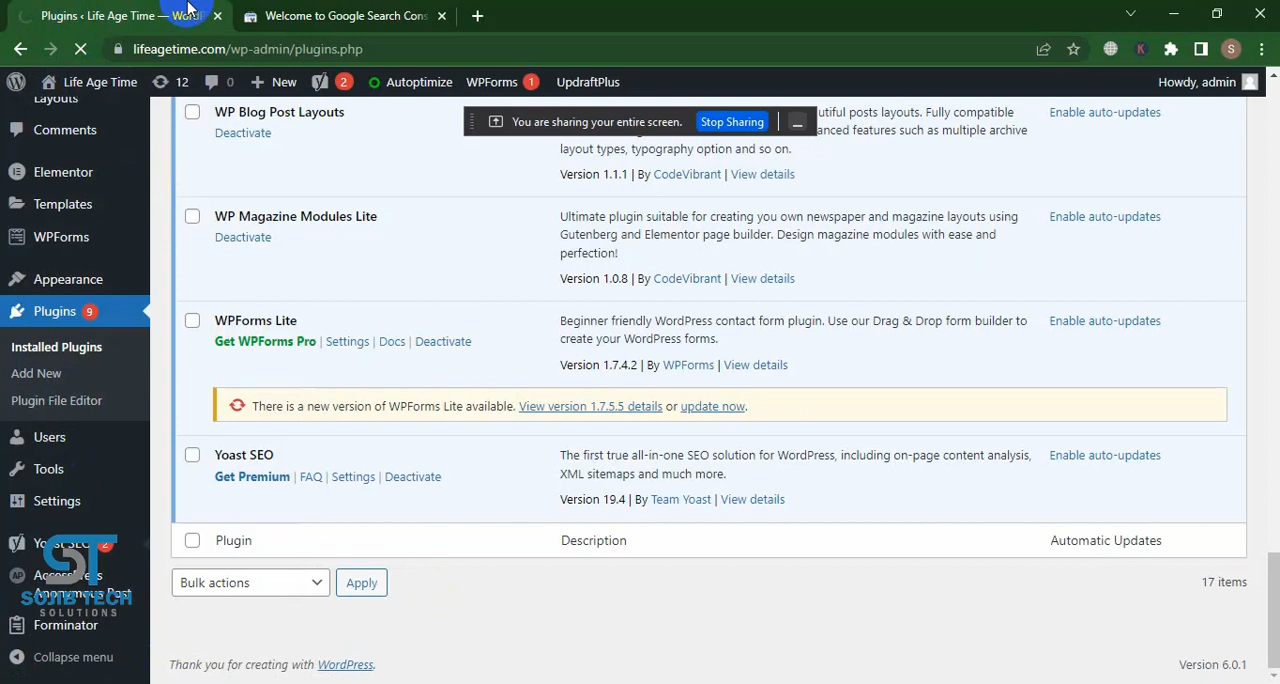 Plugins ‹ Life Age Time — WordP
Welcome to Google Search Cons
lifeagetime.com/wp-admin/plugins.php
S
Life Age Time 12 0 New 2 Autoptimize WPForms 1 UpdraftPlus Howdy, admin
You are sharing your entire screen. Stop Sharing
Layouts
Comments
Elementor
Templates
WPForms
Appearance
Plugins 9
Installed Plugins
Add New
Plugin File Editor
Users
Tools
Settings
Yoast SEO 2
AccessPress
Anonymous Post
Forminator
Collapse menu
ST
SOJIB TECH
SOLUTIONS
WP Blog Post Layouts
Deactivate
utiful posts layouts. Fully compatible
anced features such as multiple archive
layout types, typography option and so on.
Version 1.1.1 | By CodeVibrant | View details
Enable auto-updates
WP Magazine Modules Lite
Deactivate
Ultimate plugin suitable for creating you own newspaper and magazine layouts using
Gutenberg and Elementor page builder. Design magazine modules with ease and
perfection!
Version 1.0.8 | By CodeVibrant | View details
Enable auto-updates
WPForms Lite
Get WPForms Pro | Settings | Docs | Deactivate
Beginner friendly WordPress contact form plugin. Use our Drag & Drop form builder to
create your WordPress forms.
Version 1.7.4.2 | By WPForms | View details
Enable auto-updates
There is a new version of WPForms Lite available. View version 1.7.5.5 details or update now.
Yoast SEO
Get Premium | FAQ | Settings | Deactivate
The first true all-in-one SEO solution for WordPress, including on-page content analysis,
XML sitemaps and much more.
Version 19.4 | By Team Yoast | View details
Enable auto-updates
Plugin Description Automatic Updates
Bulk actions Apply 17 items
Thank you for creating with WordPress. Version 6.0.1